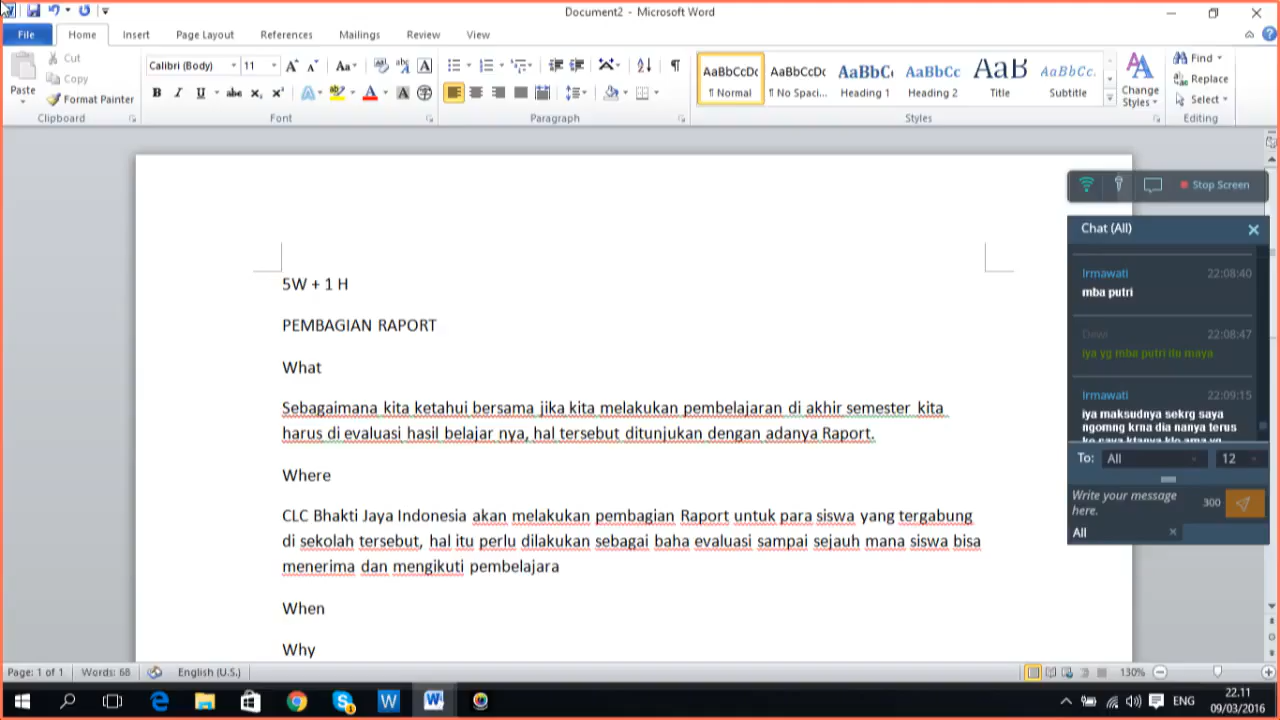 Document2 - Microsoft Word
File Home Insert Page Layout References Mailings Review View
Paste
Cut
Copy
Format Painter
Clipboard
Calibri (Body) 11
Font
Paragraph
AaBbCcDc AaBbCcDc AaBbCc AaBbCc AaB AaBbCc.
¶ Normal ¶ No Spaci... Heading 1 Heading 2 Title Subtitle
Styles
Change Styles
Find
Replace
Select
Editing
5W + 1 H
PEMBAGIAN RAPORT
What
Sebagaimana kita ketahui bersama jika kita melakukan pembelajaran di akhir semester kita
harus di evaluasi hasil belajar nya, hal tersebut ditunjukan dengan adanya Raport.
Where
CLC Bhakti Jaya Indonesia akan melakukan pembagian Raport untuk para siswa yang tergabung
di sekolah tersebut, hal itu perlu dilakukan sebagai baha evaluasi sampai sejauh mana siswa bisa
menerima dan mengikuti pembelajara
When
Why
Stop Screen
Chat (All)
Irmawati 22:08:40
mba putri
Dewi 22:08:47
iya yg mba putri itu maya
Irmawati 22:09:15
iya maksudnya sekrg saya
ngomng krna dia nanya terus
To: All 12
Write your message
here.
300
All
Page: 1 of 1 Words: 68 English (U.S.) 130%
ENG
22.11
09/03/2016